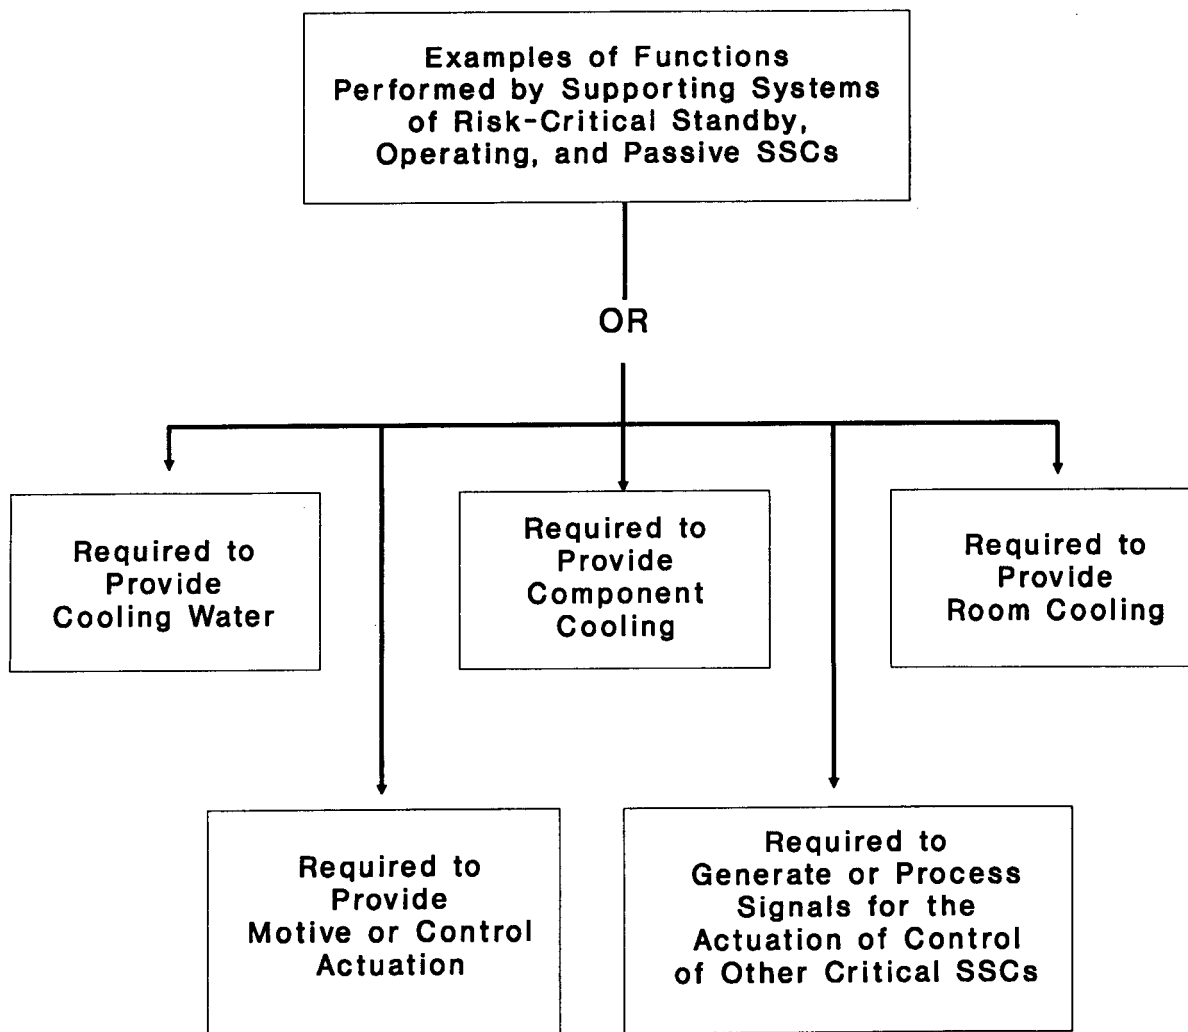 Examples of Functions
Performed by Supporting Systems
of Risk-Critical Standby,
Operating, and Passive SSCs
OR
Required to
Provide
Cooling Water
Required to
Provide
Component
Cooling
Required to
Provide
Room Cooling
Required to
Provide
Motive or Control
Actuation
Required to
Generate or Process
Signals for the
Actuation of Control
of Other Critical SSCs